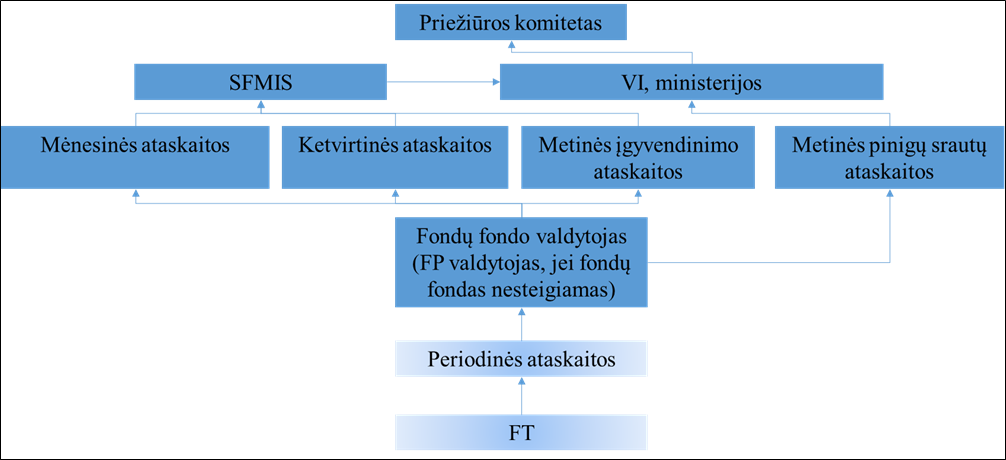 Priežiūros komitetas
SFMIS
VI, ministerijos
Mėnesinės ataskaitos
Ketvirtinės ataskaitos
Metinės įgyvendinimo
ataskaitos
Metinės pinigų srautų
ataskaitos
Fondų fondo valdytojas
(FP valdytojas, jei fondų
fondas nesteigiamas)
Periodinės ataskaitos
FT